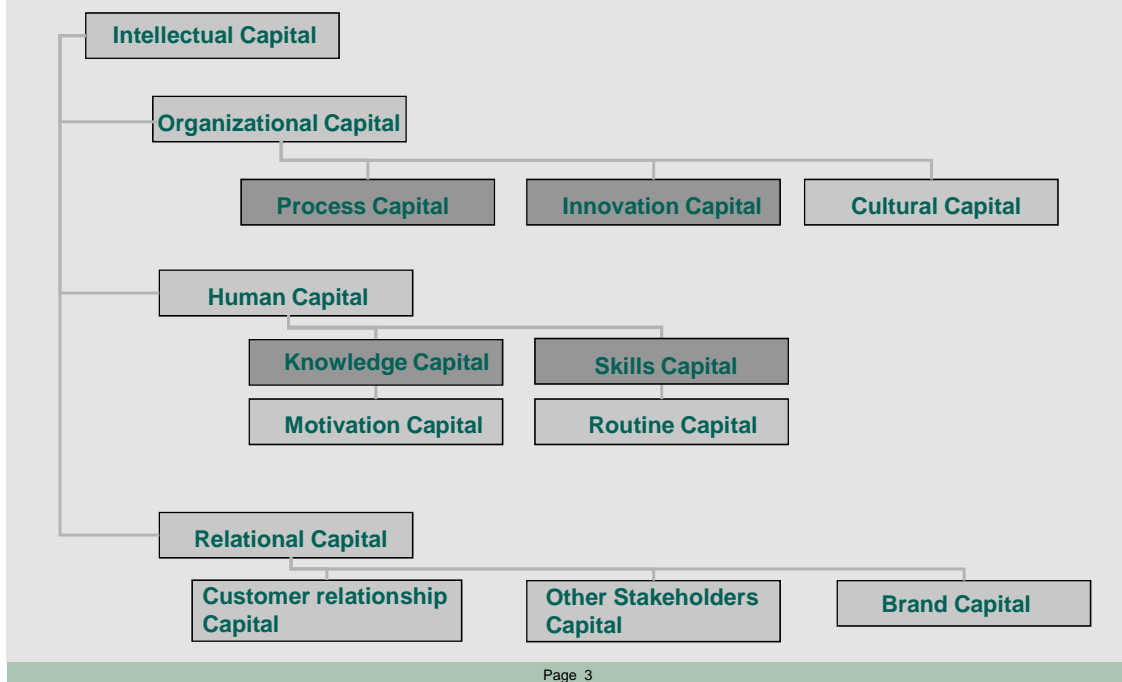 Intellectual Capital
Organizational Capital
Process Capital
Innovation Capital
Cultural Capital
Human Capital
Knowledge Capital
Skills Capital
Motivation Capital
Routine Capital
Relational Capital
Customer relationship
Capital
Other Stakeholders
Capital
Brand Capital
Page 3